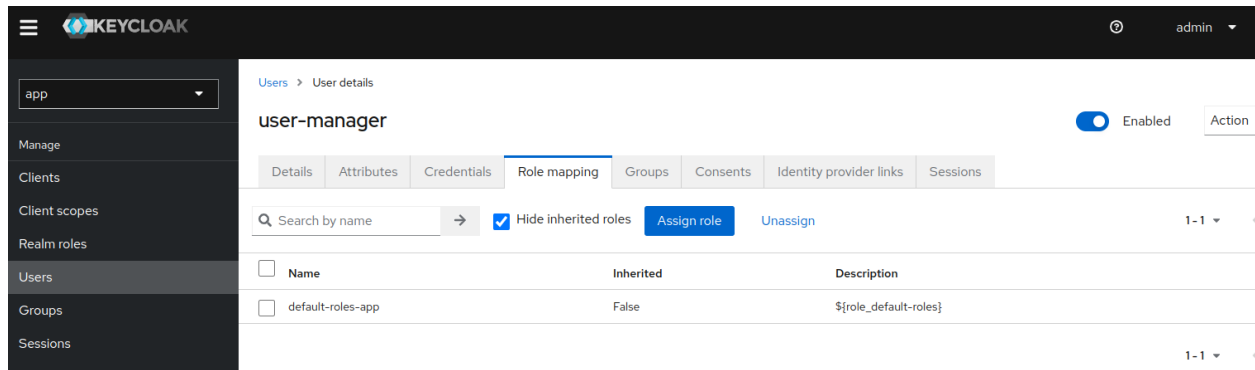 KEYCLOAK
admin
app
Manage
Clients
Client scopes
Realm roles
Users
Groups
Sessions
Users > User details
user-manager
Enabled
Action
Details Attributes Credentials Role mapping Groups Consents Identity provider links Sessions
Search by name
Hide inherited roles
Assign role
Unassign
1-1
Name Inherited Description
default-roles-app False ${role_default-roles}
1-1